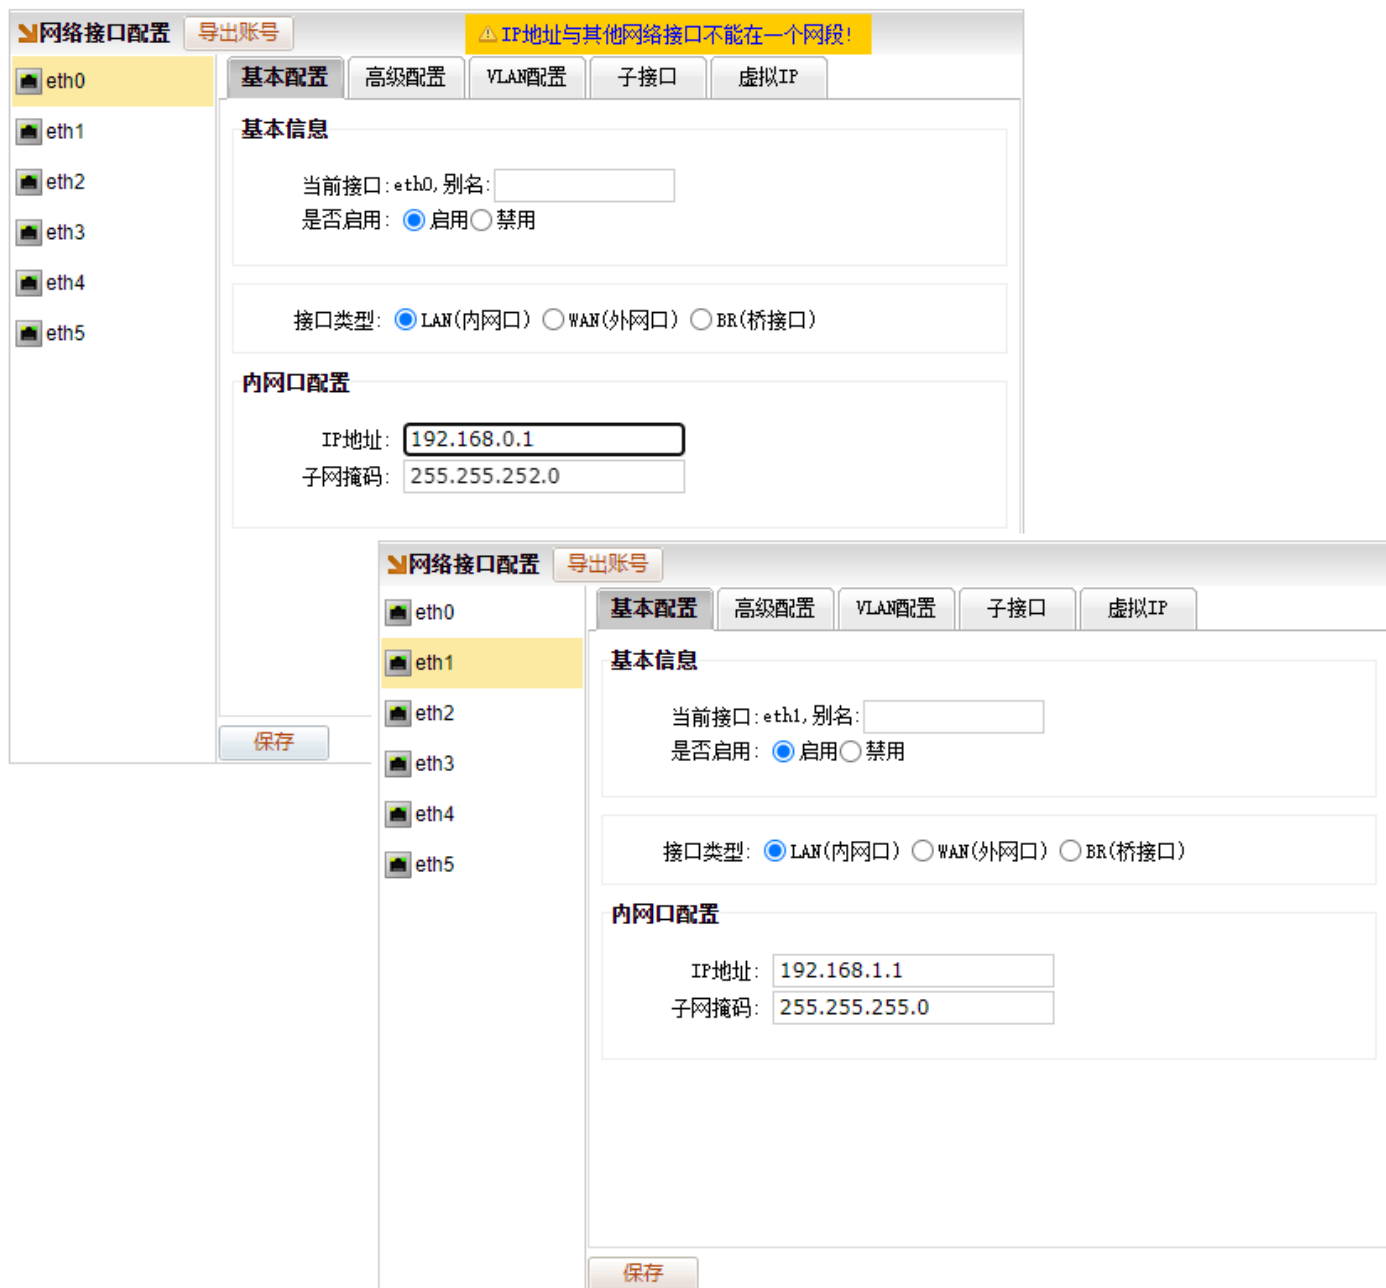 网络接口配置 导出账号 IP地址与其他网络接口不能在一个网段!
eth0
eth1
eth2
eth3
eth4
eth5
基本配置 高级配置 VLAN配置 子接口 虚拟IP
基本信息
当前接口:eth0,别名:
是否启用: 启用 禁用
接口类型: LAN(内网口) WAN(外网口) BR(桥接口)
内网口配置
IP地址: 192.168.0.1
子网掩码: 255.255.252.0
保存
网络接口配置 导出账号
eth0
eth1
eth2
eth3
eth4
eth5
基本配置 高级配置 VLAN配置 子接口 虚拟IP
基本信息
当前接口:eth1,别名:
是否启用: 启用 禁用
接口类型: LAN(内网口) WAN(外网口) BR(桥接口)
内网口配置
IP地址: 192.168.1.1
子网掩码: 255.255.255.0
保存